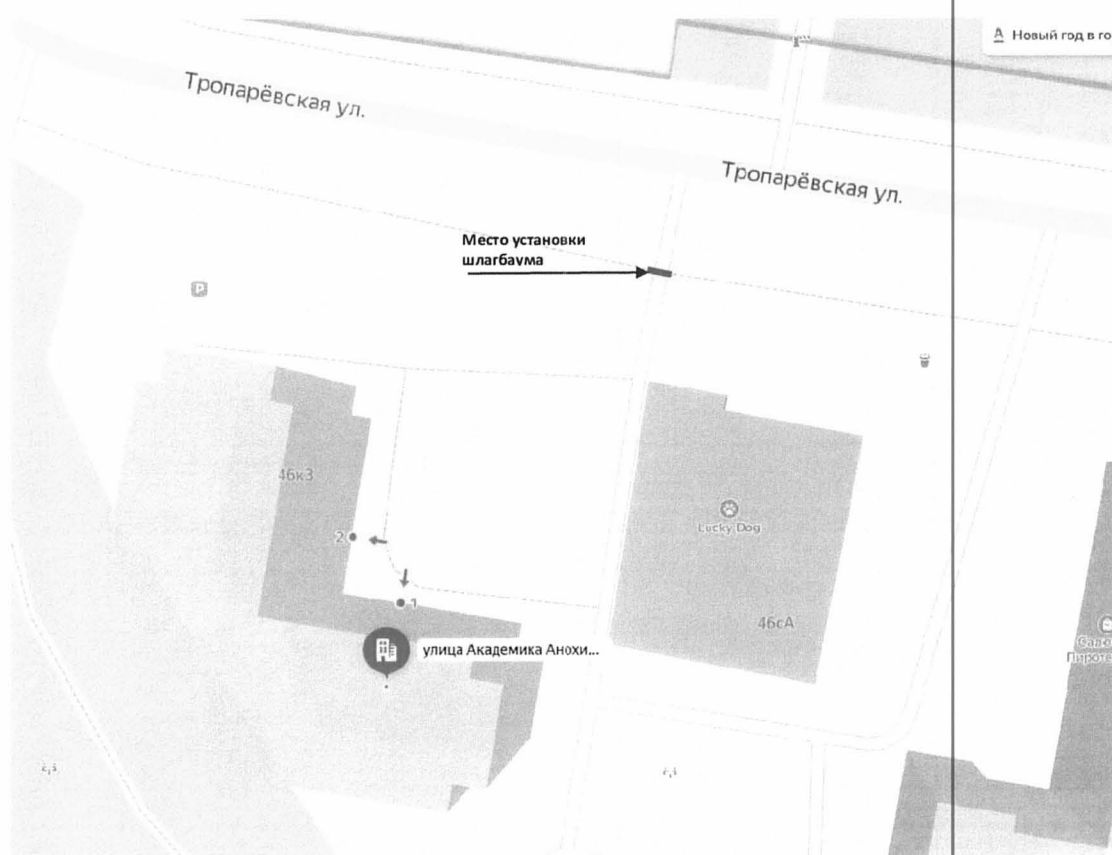 Новый год в го
Тропарёвская ул.
Тропарёвская ул.
Место установки
шлагбаума
P
46к3
2
1
Lucky Dog
46сА
улица Академика Анохи...